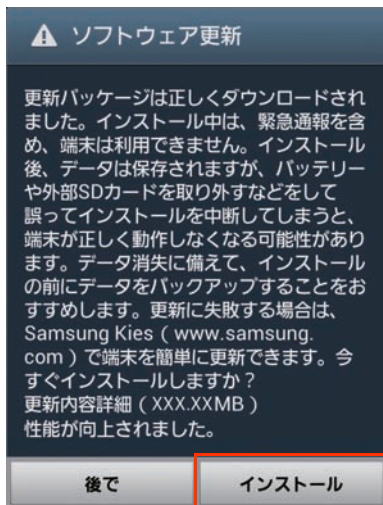 ソフトウェア更新
更新パッケージは正しくダウンロードされ
ました。インストール中は、緊急通報を含
め、端末は利用できません。インストール
後、データは保存されますが、バッテリー
や外部SDカードを取り外すなどをして
誤ってインストールを中断してしまうと、
端末が正しく動作しなくなる可能性があり
ます。データ消失に備えて、インストール
の前にデータをバックアップすることをお
すすめします。更新に失敗する場合は、
Samsung Kies ( www.samsung.
com ) で端末を簡単に更新できます。今
すぐインストールしますか？
更新内容詳細 ( XXX.XXMB )
性能が向上されました。
後で
インストール